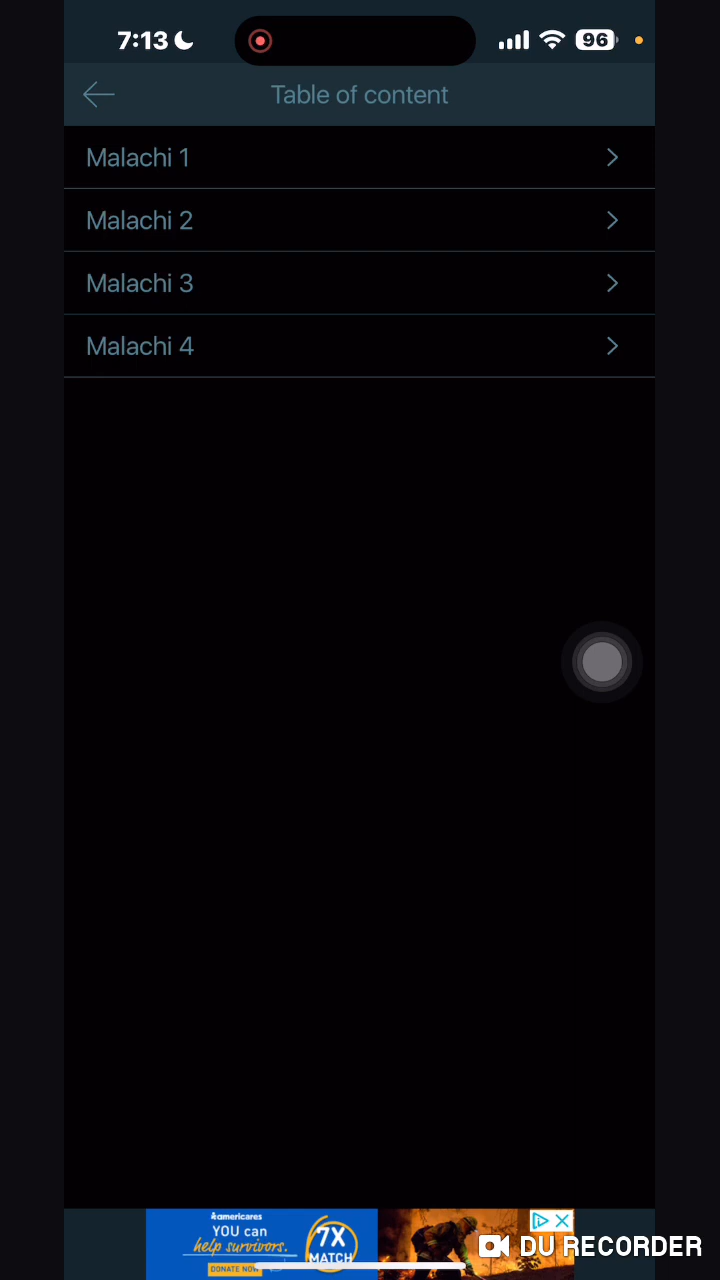 7:13
96
Table of content
Malachi 1
Malachi 2
Malachi 3
Malachi 4
americares
YOU can
help survivors.
DONATE NOW
7X
MATCH
DU RECORDER